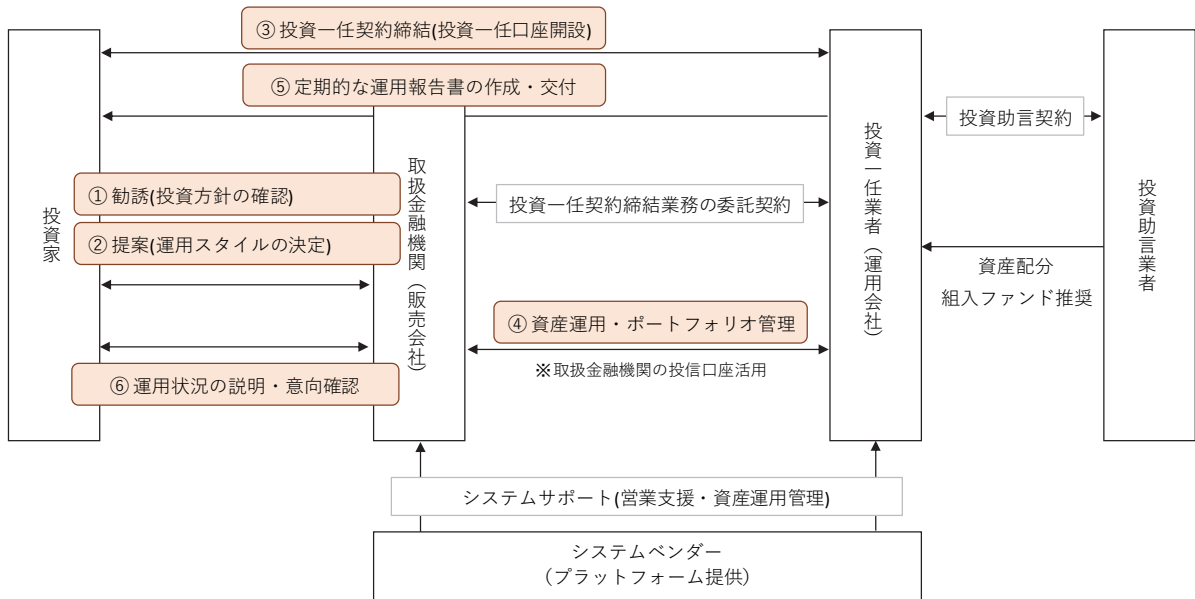 ③ 投資一任契約締結(投資一任口座開設)
⑤ 定期的な運用報告書の作成・交付
投資家
① 勧誘(投資方針の確認)
② 提案(運用スタイルの決定)
⑥ 運用状況の説明・意向確認
取扱金融機関（販売会社）
投資一任契約締結業務の委託契約
④ 資産運用・ポートフォリオ管理
※取扱金融機関の投信口座活用
投資一任業者（運用会社）
投資助言契約
資産配分
組入ファンド推奨
投資助言業者
システムサポート(営業支援・資産運用管理)
システムベンダー
（プラットフォーム提供）